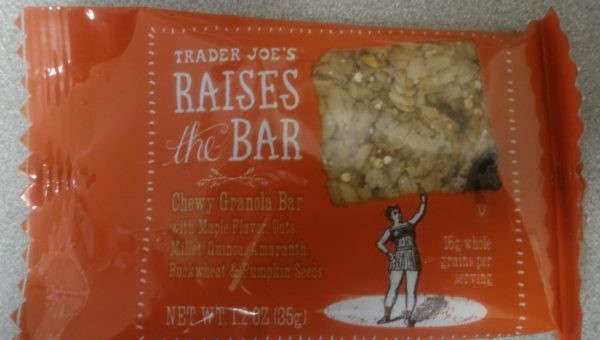 TRADER JOE'S
RAISES
the BAR
Chewy Granola Bar
with Maple Flavor, Oats,
Millet, Quinoa, Amaranth,
Buckwheat & Pumpkin Seeds
NET WT. 1.2 OZ (35g)
16g whole
grains per
serving